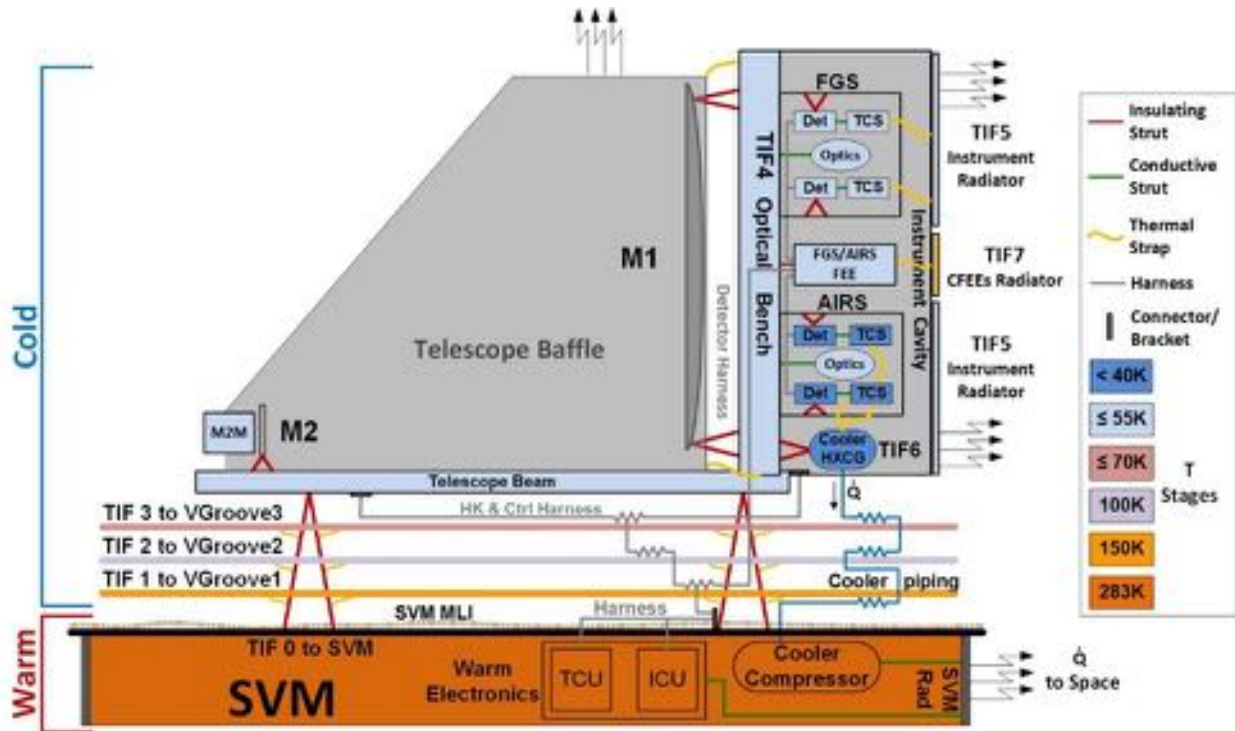 Cold
Warm
FGS
Det
TCS
Optics
Det
TCS
TIF4 Optical Bench
TIF5
Instrument
Radiator
M1
FGS/AIRS
FEE
TIF7
CFEEs Radiator
Instrument Cavity
Detector Harness
AIRS
Telescope Baffle
Det
TCS
Optics
Det
TCS
TIF5
Instrument
Radiator
M2M
M2
Cooler
HXCG
TIF6
Telescope Beam
Q̇
HK & Ctrl Harness
TIF 3 to VGroove3
TIF 2 to VGroove2
TIF 1 to VGroove1
Cooler piping
SVM MLI
Harness
TIF 0 to SVM
SVM
Warm
Electronics
TCU
ICU
Cooler
Compressor
SVM
Rad
Q̇
to Space
Insulating
Strut
Conductive
Strut
Thermal
Strap
Harness
Connector/
Bracket
< 40K
≤ 55K
≤ 70K
100K
150K
283K
T
Stages